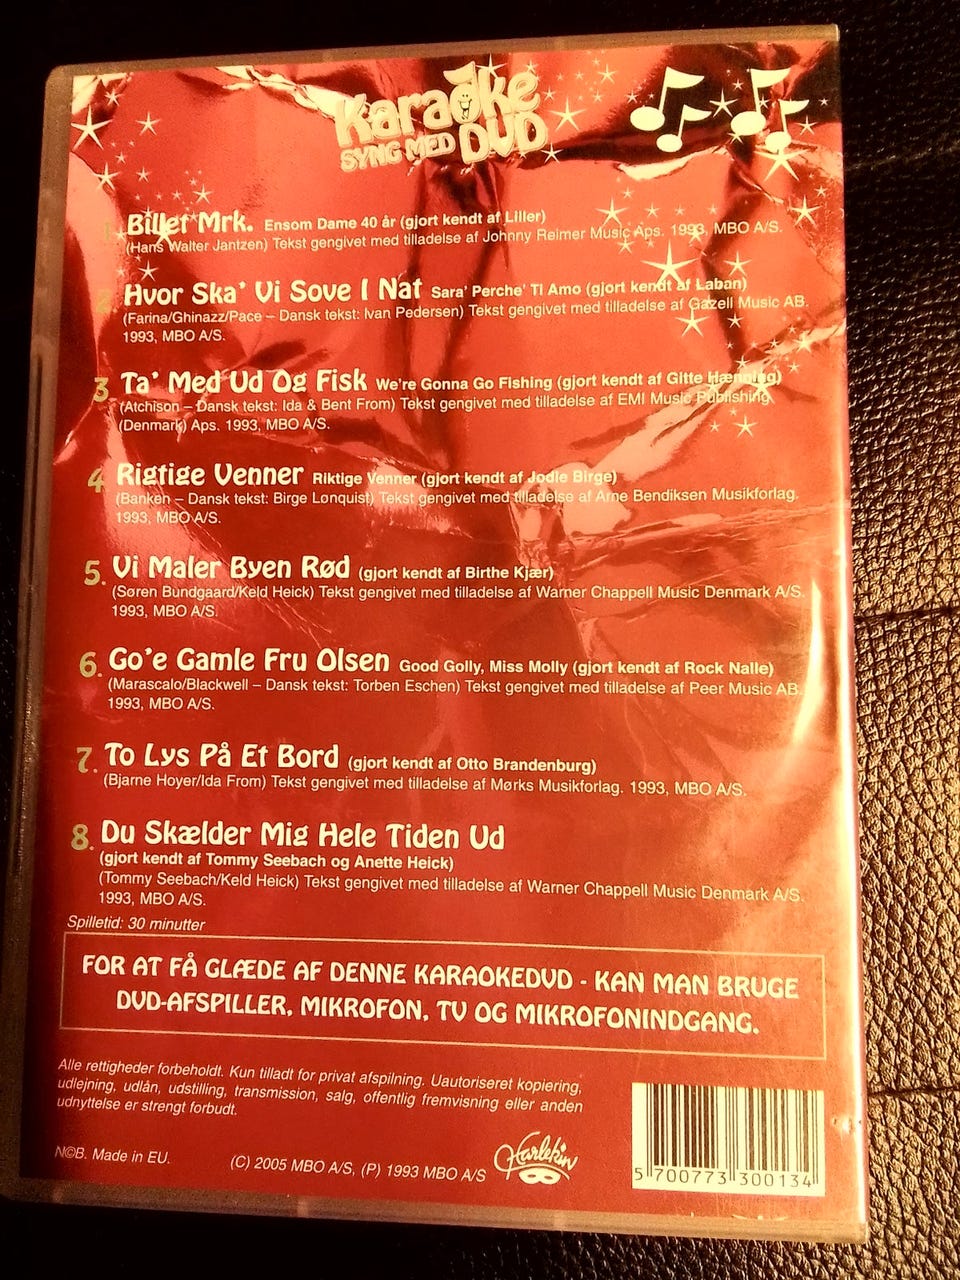 Karaoke
SYNG MED DVD
1. Billet Mrk. Ensom Dame 40 år (gjort kendt af Liller)
(Hans Walter Jantzen) Tekst gengivet med tilladelse af Johnny Reimer Music Aps. 1993, MBO A/S.
2. Hvor Ska' Vi Sove I Nat Sara' Perche' Ti Amo (gjort kendt af Laban)
(Farina/Ghinazz/Pace – Dansk tekst: Ivan Pedersen) Tekst gengivet med tilladelse af Gazell Music AB.
1993, MBO A/S.
3. Ta' Med Ud Og Fisk We're Gonna Go Fishing (gjort kendt af Gitte Hænning)
(Atchison – Dansk tekst: Ida & Bent From) Tekst gengivet med tilladelse af EMI Music Publishing
(Denmark) Aps. 1993, MBO A/S.
4. Rigtige Venner Riktige Venner (gjort kendt af Jodle Birge)
(Banken – Dansk tekst: Birge Lønquist) Tekst gengivet med tilladelse af Arne Bendiksen Musikforlag.
1993, MBO A/S.
5. Vi Maler Byen Rød (gjort kendt af Birthe Kjær)
(Søren Bundgaard/Keld Heick) Tekst gengivet med tilladelse af Warner Chappell Music Denmark A/S.
1993, MBO A/S.
6. Go'e Gamle Fru Olsen Good Golly, Miss Molly (gjort kendt af Rock Nalle)
(Marascalo/Blackwell – Dansk tekst: Torben Eschen) Tekst gengivet med tilladelse af Peer Music AB.
1993, MBO A/S.
7. To Lys På Et Bord (gjort kendt af Otto Brandenburg)
(Bjarne Hoyer/Ida From) Tekst gengivet med tilladelse af Mørks Musikforlag. 1993, MBO A/S.
8. Du Skælder Mig Hele Tiden Ud
(gjort kendt af Tommy Seebach og Anette Heick)
(Tommy Seebach/Keld Heick) Tekst gengivet med tilladelse af Warner Chappell Music Denmark A/S.
1993, MBO A/S.
Spilletid: 30 minutter
FOR AT FÅ GLÆDE AF DENNE KARAOKEDVD - KAN MAN BRUGE
DVD-AFSPILLER, MIKROFON, TV OG MIKROFONINDGANG.
Alle rettigheder forbeholdt. Kun tilladt for privat afspilning. Uautoriseret kopiering,
udlejning, udlån, udstilling, transmission, salg, offentlig fremvisning eller anden
udnyttelse er strengt forbudt.
N©B. Made in EU.
(C) 2005 MBO A/S, (P) 1993 MBO A/S
Harlekin
5 700773 300134